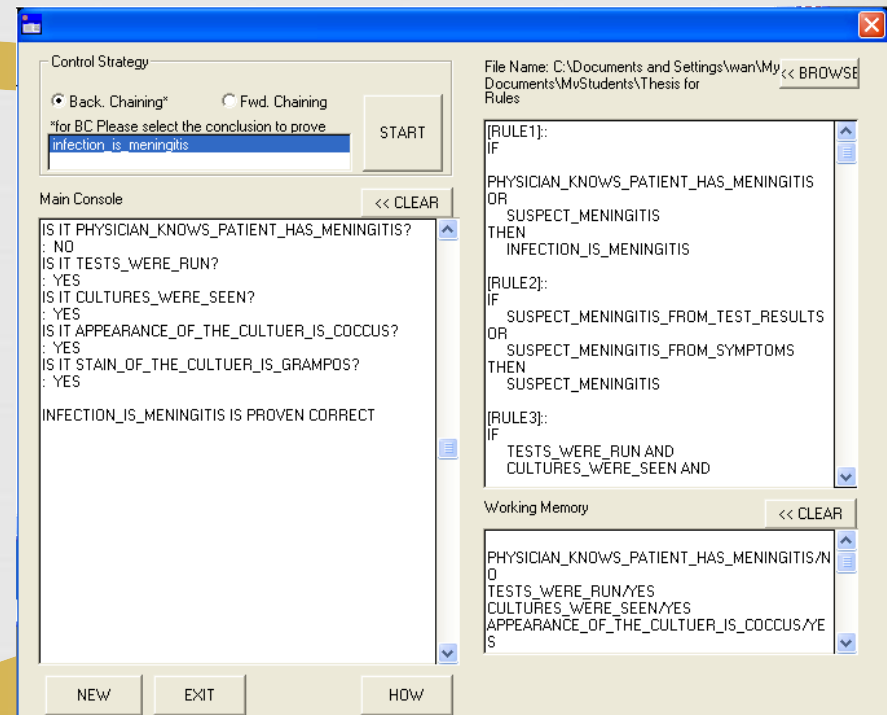 Control Strategy
Back. Chaining*
Fwd. Chaining
*for BC Please select the conclusion to prove
infection_is_meningitis
START
Main Console
<< CLEAR
IS IT PHYSICIAN_KNOWS_PATIENT_HAS_MENINGITIS?
: NO
IS IT TESTS_WERE_RUN?
: YES
IS IT CULTURES_WERE_SEEN?
: YES
IS IT APPEARANCE_OF_THE_CULTUER_IS_COCCUS?
: YES
IS IT STAIN_OF_THE_CULTUER_IS_GRAMPOS?
: YES
INFECTION_IS_MENINGITIS IS PROVEN CORRECT
NEW
EXIT
HOW
File Name: C:\Documents and Settings\wan\My
Documents\MyStudents\Thesis for
Rules
<< BROWSE
[RULE1]::
IF
PHYSICIAN_KNOWS_PATIENT_HAS_MENINGITIS
OR
SUSPECT_MENINGITIS
THEN
INFECTION_IS_MENINGITIS
[RULE2]::
IF
SUSPECT_MENINGITIS_FROM_TEST_RESULTS
OR
SUSPECT_MENINGITIS_FROM_SYMPTOMS
THEN
SUSPECT_MENINGITIS
[RULE3]::
IF
TESTS_WERE_RUN AND
CULTURES_WERE_SEEN AND
Working Memory
<< CLEAR
PHYSICIAN_KNOWS_PATIENT_HAS_MENINGITIS/N
O
TESTS_WERE_RUN/YES
CULTURES_WERE_SEEN/YES
APPEARANCE_OF_THE_CULTUER_IS_COCCUS/YE
S